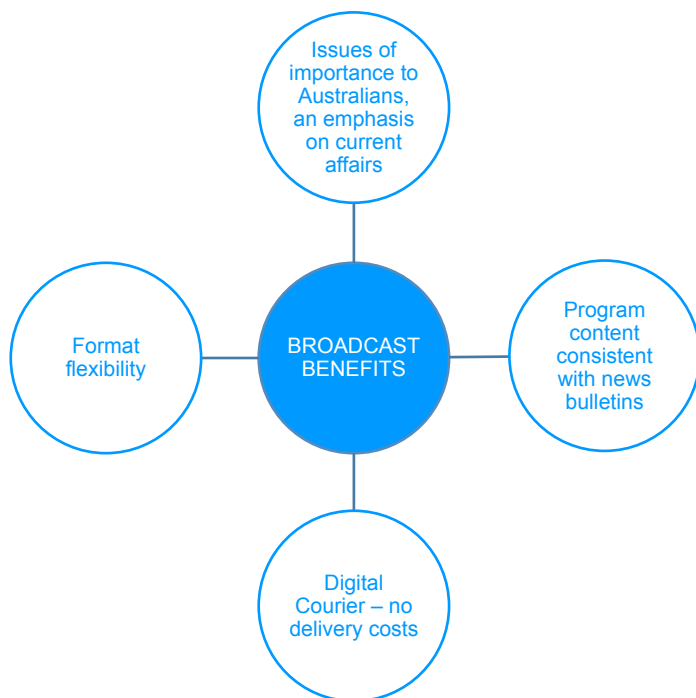 Issues of
importance to
Australians,
an emphasis
on current
affairs
Format
flexibility
BROADCAST
BENEFITS
Program
content
consistent
with news
bulletins
Digital
Courier – no
delivery costs